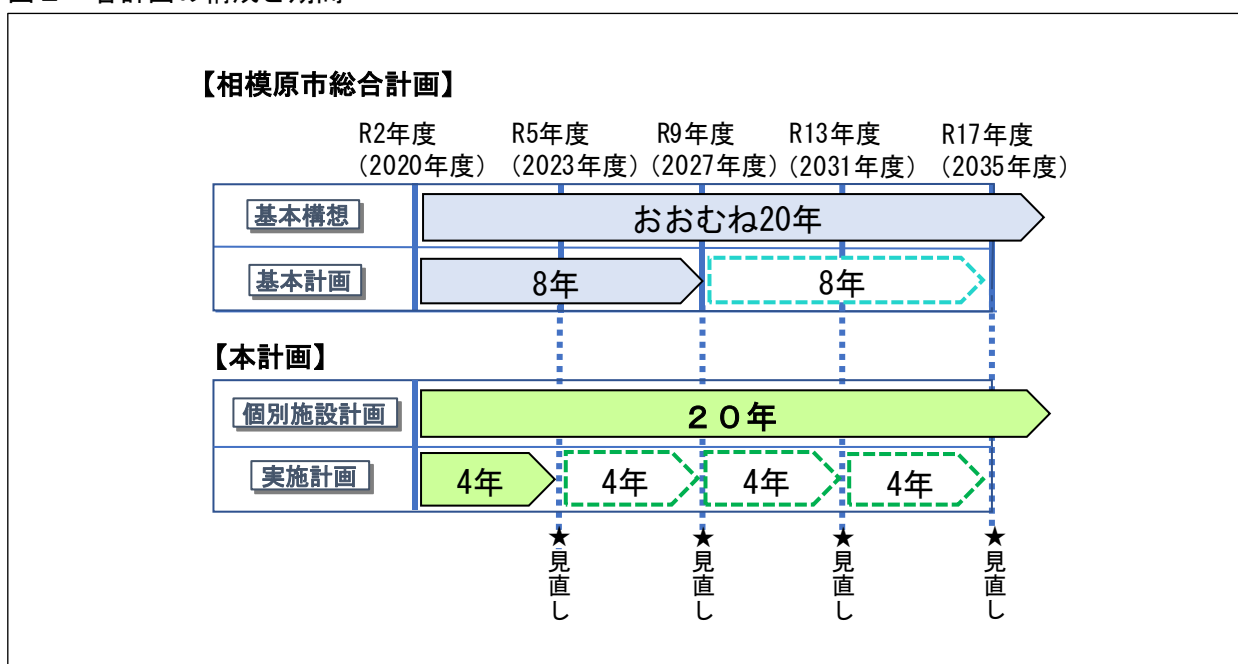 【相模原市総合計画】
R2年度 R5年度 R9年度 R13年度 R17年度
(2020年度) (2023年度) (2027年度) (2031年度) (2035年度)
基本構想 おおむね20年
基本計画 8年 8年
【本計画】
個別施設計画 20年
実施計画 4年 4年 4年 4年
★見直し ★見直し ★見直し ★見直し